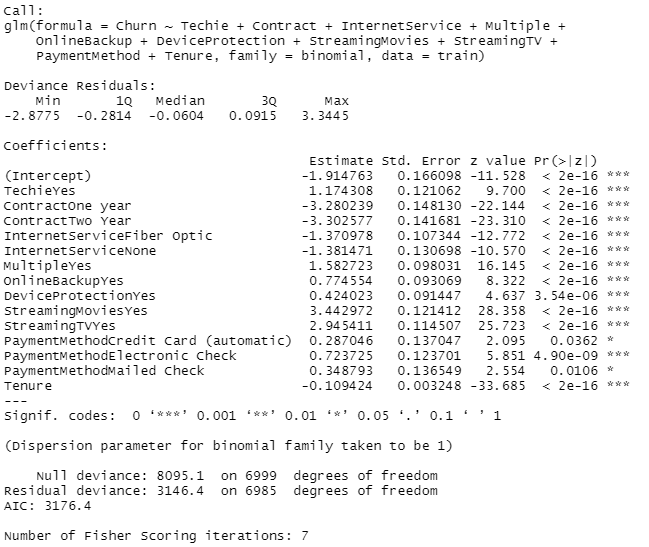 Call:
glm(formula = Churn ~ Techie + Contract + InternetService + Multiple +
    OnlineBackup + DeviceProtection + StreamingMovies + StreamingTV +
    PaymentMethod + Tenure, family = binomial, data = train)

Deviance Residuals:
    Min       1Q   Median       3Q      Max
-2.8775  -0.2814  -0.0604   0.0915   3.3445

Coefficients:
                                       Estimate Std. Error z value Pr(>|z|)
(Intercept)                           -1.914763   0.166098 -11.528  < 2e-16 ***
TechieYes                              1.174308   0.121062   9.700  < 2e-16 ***
ContractOne year                      -3.280239   0.148130 -22.144  < 2e-16 ***
ContractTwo Year                      -3.302577   0.141681 -23.310  < 2e-16 ***
InternetServiceFiber Optic            -1.370978   0.107344 -12.772  < 2e-16 ***
InternetServiceNone                   -1.381471   0.130698 -10.570  < 2e-16 ***
MultipleYes                            1.582723   0.098031  16.145  < 2e-16 ***
OnlineBackupYes                        0.774554   0.093069   8.322  < 2e-16 ***
DeviceProtectionYes                    0.424023   0.091447   4.637 3.54e-06 ***
StreamingMoviesYes                     3.442972   0.121412  28.358  < 2e-16 ***
StreamingTVYes                         2.945411   0.114507  25.723  < 2e-16 ***
PaymentMethodCredit Card (automatic)   0.287046   0.137047   2.095   0.0362 *
PaymentMethodElectronic Check          0.723725   0.123701   5.851 4.90e-09 ***
PaymentMethodMailed Check              0.348793   0.136549   2.554   0.0106 *
Tenure                                -0.109424   0.003248 -33.685  < 2e-16 ***
---
Signif. codes:  0 ‘***’ 0.001 ‘**’ 0.01 ‘*’ 0.05 ‘.’ 0.1 ‘ ’ 1

(Dispersion parameter for binomial family taken to be 1)

    Null deviance: 8095.1  on 6999  degrees of freedom
Residual deviance: 3146.4  on 6985  degrees of freedom
AIC: 3176.4

Number of Fisher Scoring iterations: 7